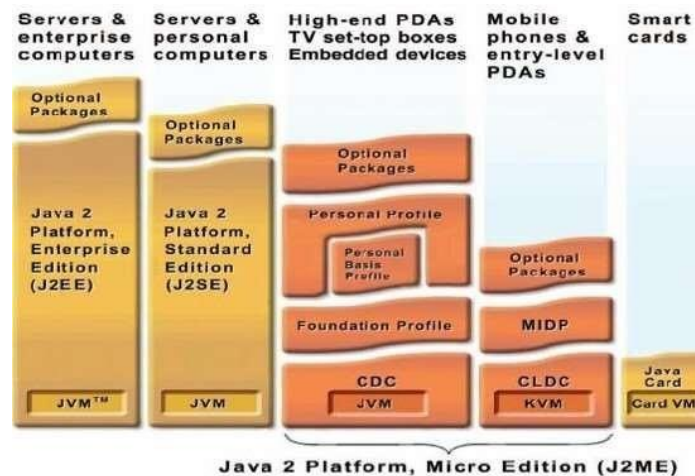 Servers &
enterprise
computers
Servers &
personal
computers
High-end PDAs
TV set-top boxes
Embedded devices
Mobile
phones &
entry-level
PDAs
Smart
cards
Optional
Packages
Java 2
Platform,
Enterprise
Edition
(J2EE)
JVM™
Optional
Packages
Java 2
Platform,
Standard
Edition
(J2SE)
JVM
Optional
Packages
Personal Profile
Personal
Basis
Profile
Foundation Profile
CDC
JVM
Optional
Packages
MIDP
CLDC
KVM
Java
Card
Card VM
Java 2 Platform, Micro Edition (J2ME)